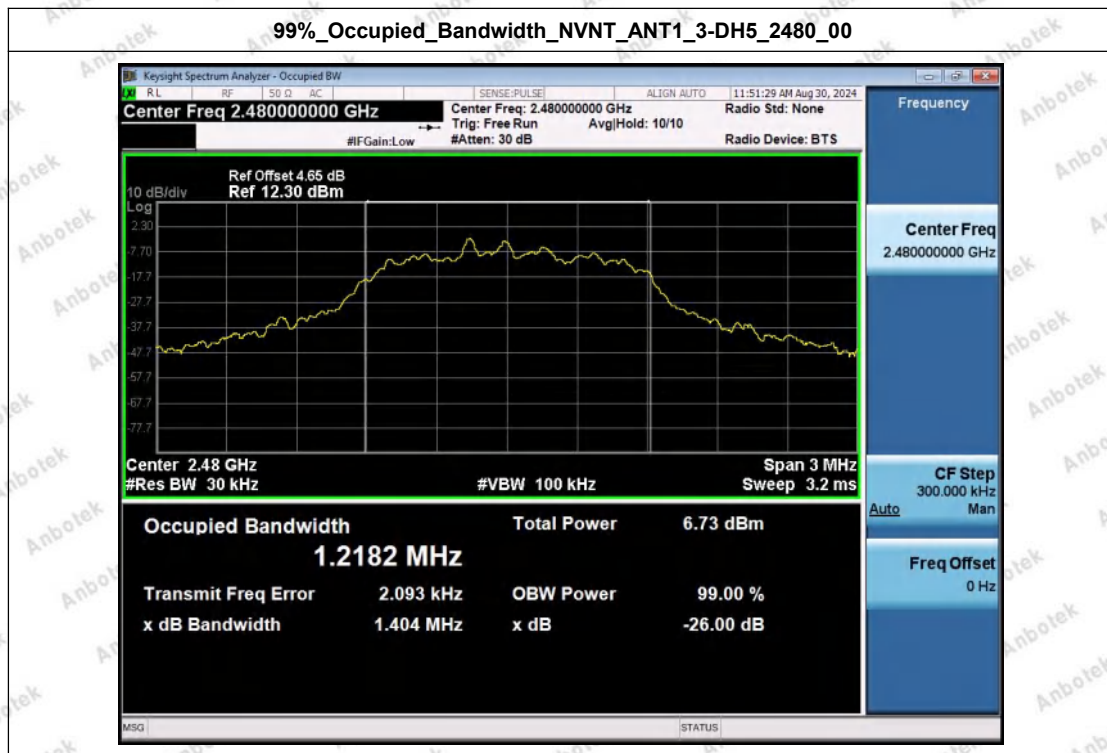 99%_Occupied_Bandwidth_NVNT_ANT1_3-DH5_2480_00
Keysight Spectrum Analyzer - Occupied BW
RL RF 50 Ω AC SENSE:PULSE ALIGN AUTO 11:51:29 AM Aug 30, 2024
Center Freq 2.480000000 GHz
Center Freq: 2.480000000 GHz
Radio Std: None
Trig: Free Run Avg|Hold: 10/10
#IFGain:Low
#Atten: 30 dB
Radio Device: BTS
Frequency
Ref Offset 4.65 dB
10 dB/div Ref 12.30 dBm
Log
2.30
-7.70
-17.7
-27.7
-37.7
-47.7
-57.7
-67.7
-77.7
Center 2.48 GHz Span 3 MHz
#Res BW 30 kHz #VBW 100 kHz Sweep 3.2 ms
Occupied Bandwidth Total Power 6.73 dBm
1.2182 MHz
Transmit Freq Error 2.093 kHz OBW Power 99.00 %
x dB Bandwidth 1.404 MHz x dB -26.00 dB
Center Freq
2.480000000 GHz
CF Step
300.000 kHz
Auto Man
Freq Offset
0 Hz
MSG STATUS
Anbotek